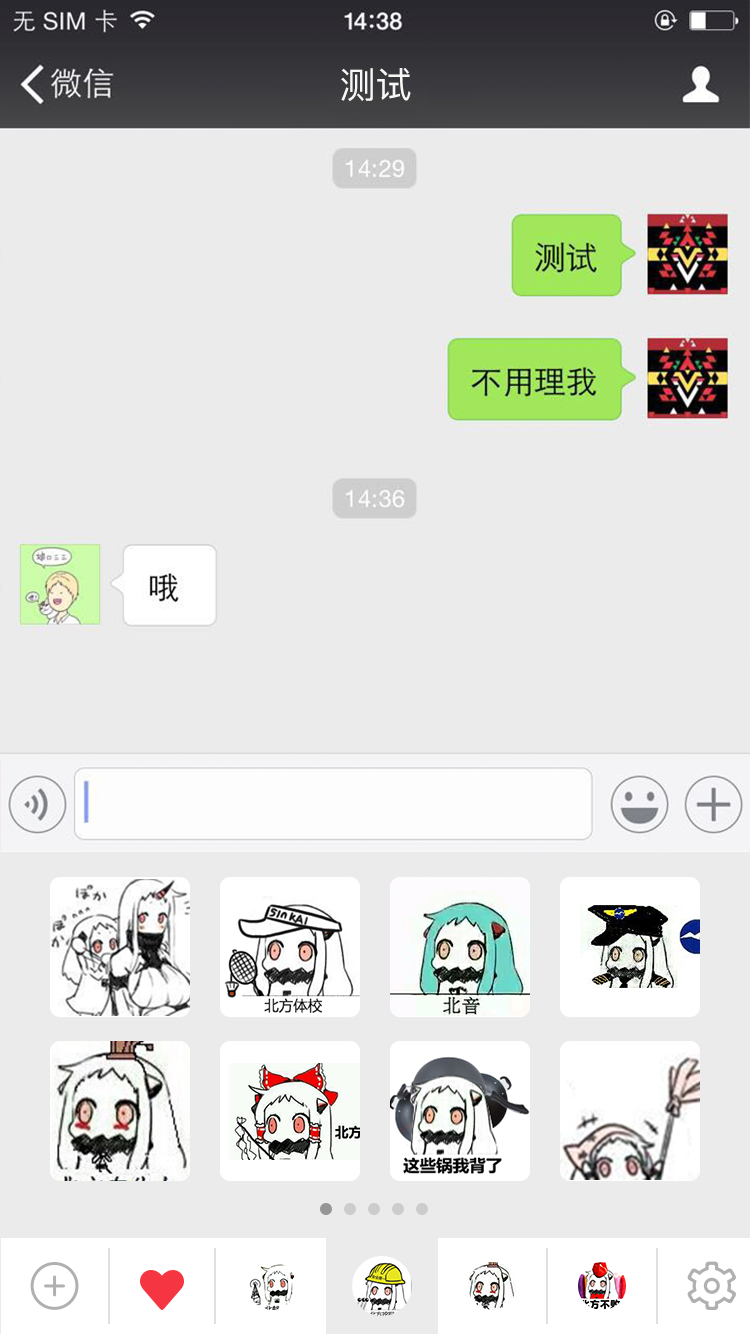 无 SIM 卡
14:38
微信
测试
14:29
测试
不用理我
14:36
哦
ぽか
ぽか
SINKAI
北方体校
北音
北方
这些锅我背了